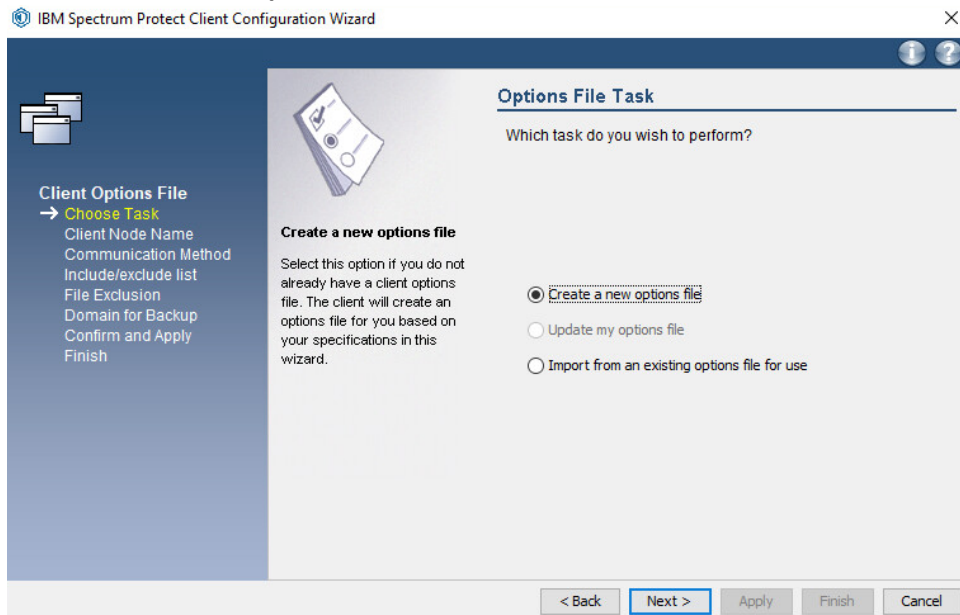 IBM Spectrum Protect Client Configuration Wizard
Client Options File
Choose Task
Client Node Name
Communication Method
Include/exclude list
File Exclusion
Domain for Backup
Confirm and Apply
Finish
Create a new options file
Select this option if you do not
already have a client options
file. The client will create an
options file for you based on
your specifications in this
wizard.
Options File Task
Which task do you wish to perform?
Create a new options file
Update my options file
Import from an existing options file for use
< Back
Next >
Apply
Finish
Cancel